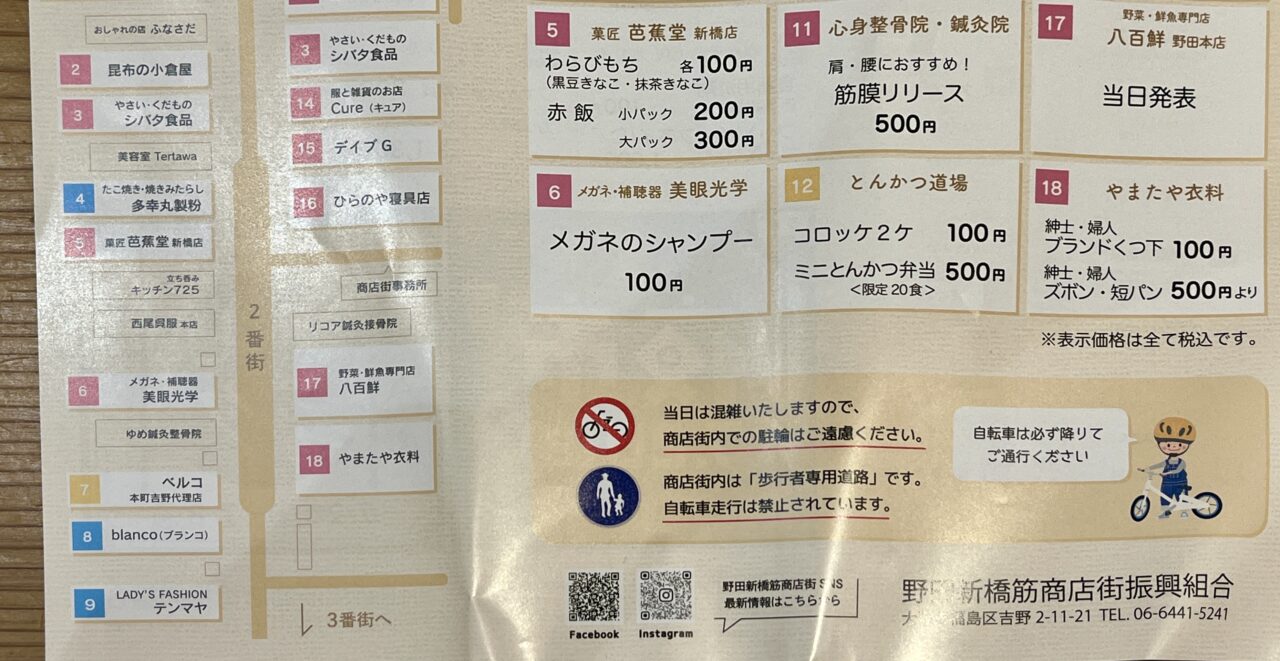 おしゃれの店 ふなさだ
2 昆布の小倉屋
やさい・くだもの
3 シバタ食品
美容室 Tertawa
たこ焼き・焼きみたらし
4 多幸丸製粉
5 菓匠 芭蕉堂 新橋店
立ち呑み
キッチン725
西尾呉服 本店
メガネ・補聴器
6 美眼光学
ゆめ鍼灸整骨院
7 ベルコ
本町吉野代理店
8 blanco(ブランコ)
LADY'S FASHION
9 テンマヤ
2番街
やさい・くだもの
3 シバタ食品
服と雑貨のお店
14 Cure(キュア)
15 デイブG
16 ひらのや寝具店
商店街事務所
リコア鍼灸接骨院
野菜・鮮魚専門店
17 八百鮮
18 やまたや衣料
3番街へ
5 菓匠 芭蕉堂 新橋店
わらびもち 各100円
(黒豆きなこ・抹茶きなこ)
赤飯 小パック 200円
大パック 300円
11 心身整骨院・鍼灸院
肩・腰におすすめ!
筋膜リリース
500円
17 野菜・鮮魚専門店
八百鮮 野田本店
当日発表
6 メガネ・補聴器 美眼光学
メガネのシャンプー
100円
12 とんかつ道場
コロッケ2ケ 100円
ミニとんかつ弁当 500円
<限定20食>
18 やまたや衣料
紳士・婦人
ブランドくつ下 100円
紳士・婦人
ズボン・短パン 500円より
※表示価格は全て税込です。
当日は混雑いたしますので、
商店街内での駐輪はご遠慮ください。
商店街内は「歩行者専用道路」です。
自転車走行は禁止されています。
自転車は必ず降りて
ご通行ください
Facebook
Instagram
野田新橋筋商店街 SNS
最新情報はこちらから
野田新橋筋商店街振興組合
福島区吉野 2-11-21 TEL. 06-6441-5241